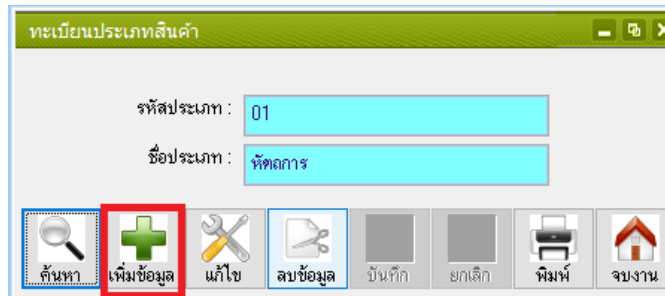 ทะเบียนประเภทสินค้า
รหัสประเภท : 01
ชื่อประเภท : หัตถการ
ค้นหา เพิ่มข้อมูล แก้ไข ลบข้อมูล บันทึก ยกเลิก พิมพ์ จบงาน